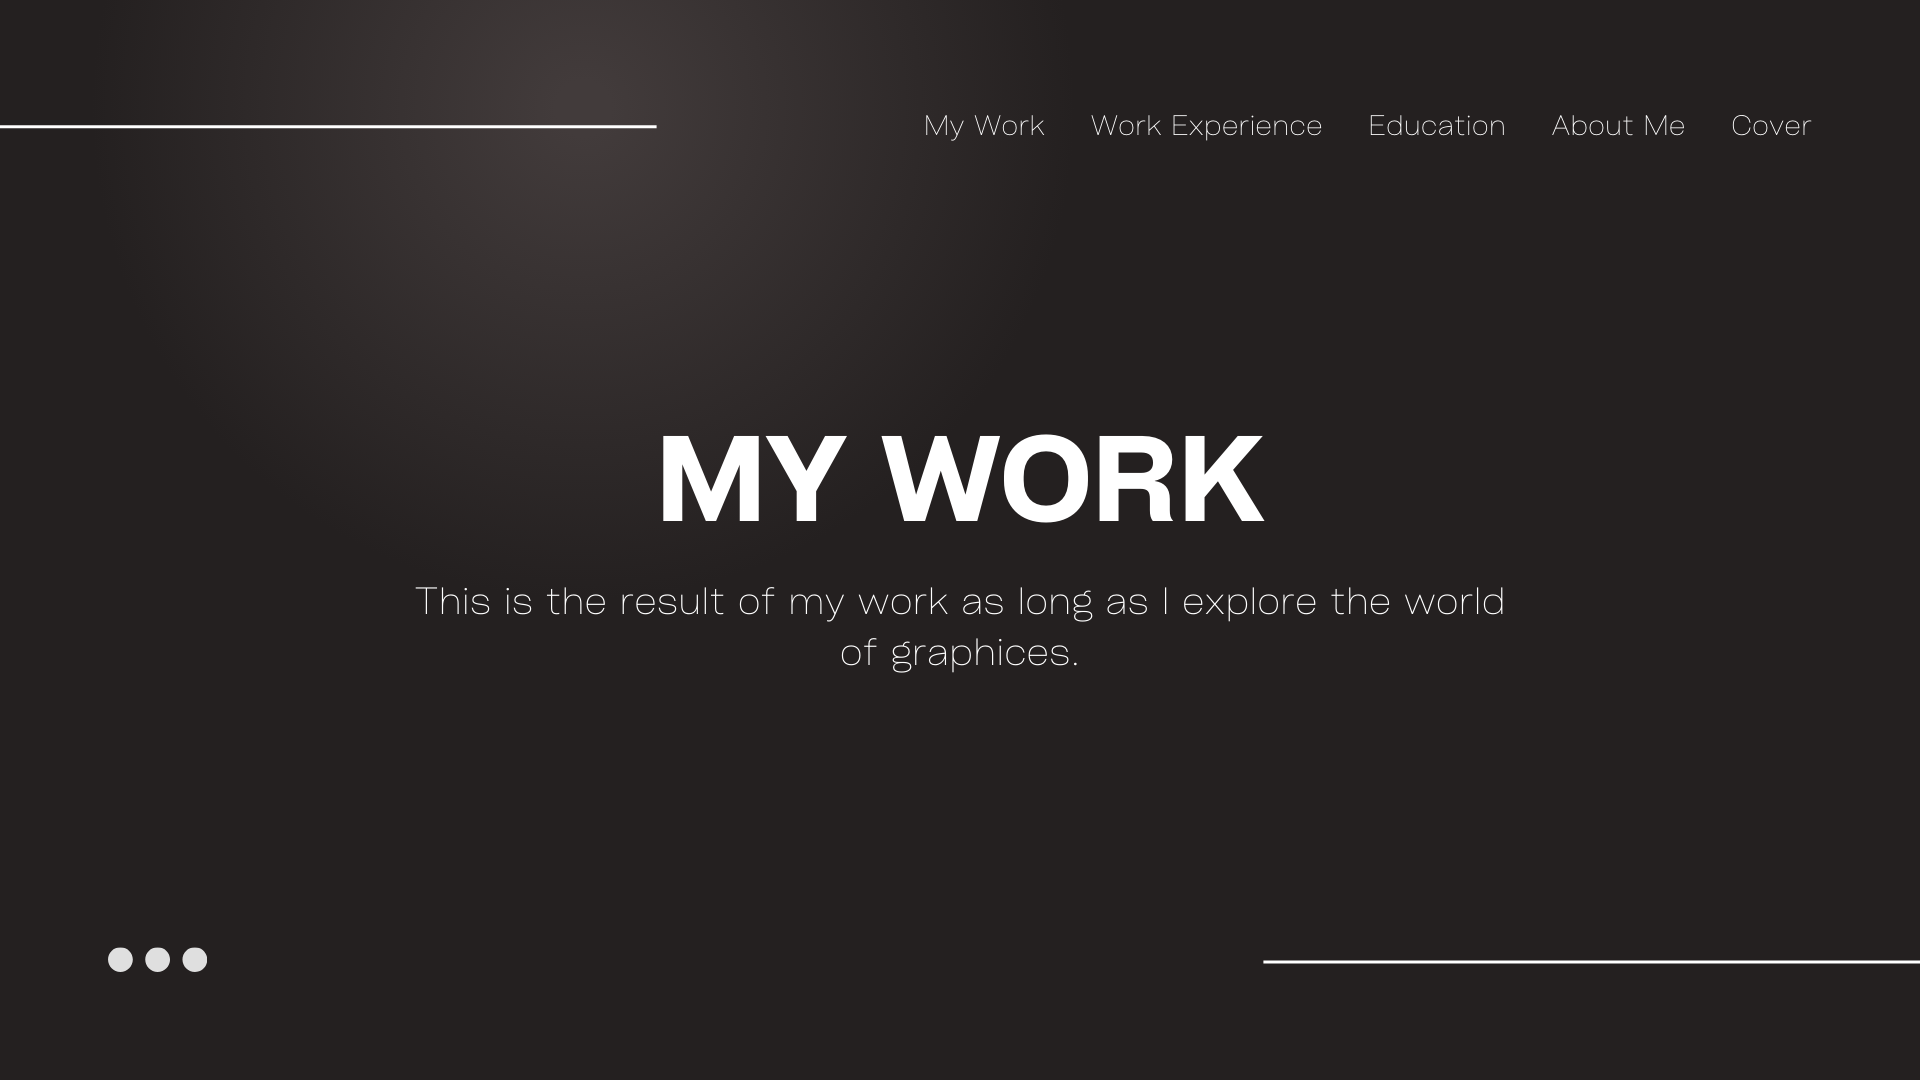 My Work Work Experience Education About Me Cover
MY WORK
This is the result of my work as long as I explore the world
of graphices.